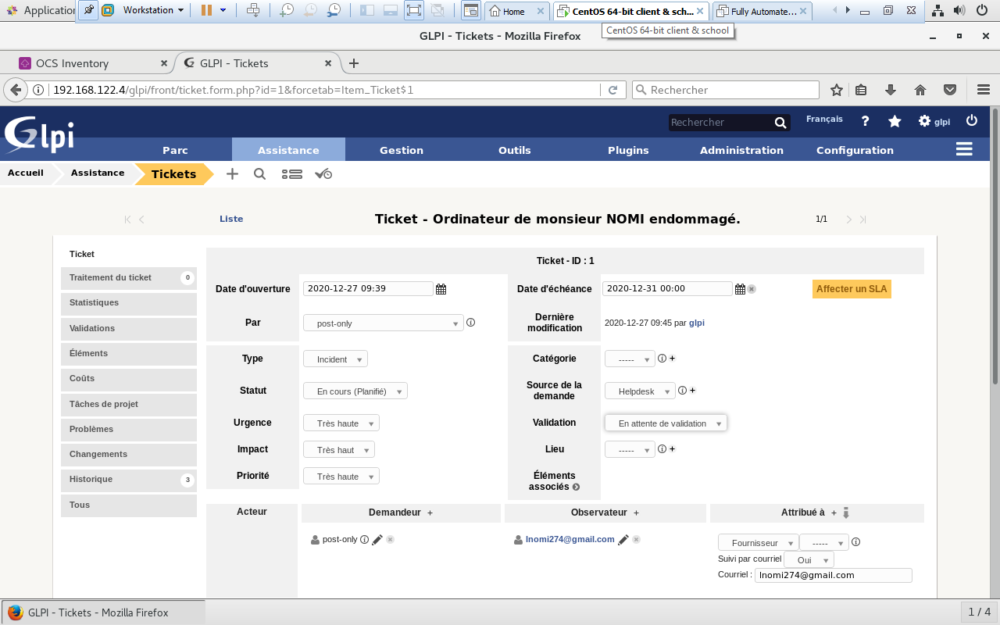 Application
Workstation
Home
CentOS 64-bit client & sch...
Fully Automate...
CentOS 64-bit client & school
GLPI - Tickets - Mozilla Firefox
OCS Inventory
GLPI - Tickets
192.168.122.4/glpi/front/ticket.form.php?id=1&forcetab=Item_Ticket$1
Rechercher
Glpi
Rechercher
Français
?
glpi
Parc
Assistance
Gestion
Outils
Plugins
Administration
Configuration
Accueil
Assistance
Tickets
Liste
Ticket - Ordinateur de monsieur NOMI endommagé.
1/1
Ticket
Traitement du ticket 0
Statistiques
Validations
Éléments
Coûts
Tâches de projet
Problèmes
Changements
Historique 3
Tous
Ticket - ID : 1
Date d'ouverture 2020-12-27 09:39
Date d'échéance 2020-12-31 00:00
Affecter un SLA
Par post-only
Dernière
modification
2020-12-27 09:45 par glpi
Type Incident
Catégorie -----
Statut En cours (Planifié)
Source de la
demande
Helpdesk
Urgence Très haute
Validation En attente de validation
Impact Très haut
Lieu -----
Priorité Très haute
Éléments
associés
Acteur
Demandeur +
Observateur +
Attribué à +
post-only
lnomi274@gmail.com
Fournisseur -----
Suivi par courriel Oui
Courriel : lnomi274@gmail.com
GLPI - Tickets - Mozilla Firefox
1 / 4